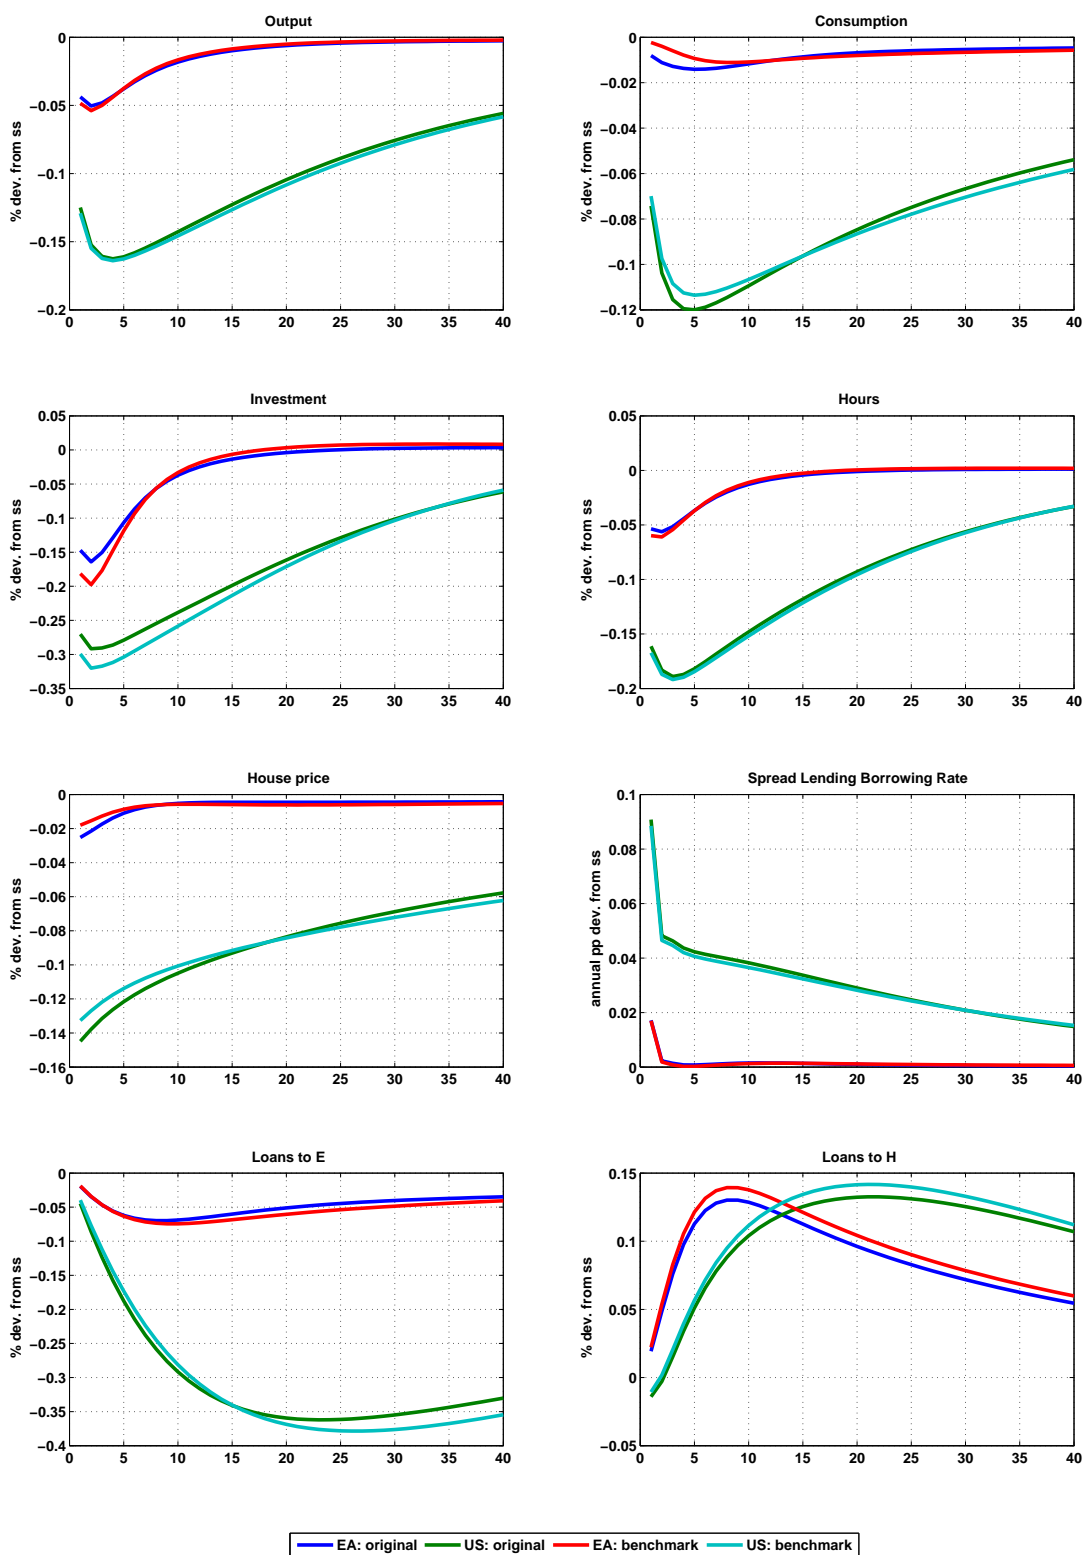 Output
% dev. from ss
0
−0.05
−0.1
−0.15
−0.2
0 5 10 15 20 25 30 35 40
Consumption
% dev. from ss
0
−0.02
−0.04
−0.06
−0.08
−0.1
−0.12
0 5 10 15 20 25 30 35 40
Investment
% dev. from ss
0.05
0
−0.05
−0.1
−0.15
−0.2
−0.25
−0.3
−0.35
0 5 10 15 20 25 30 35 40
Hours
% dev. from ss
0.05
0
−0.05
−0.1
−0.15
−0.2
0 5 10 15 20 25 30 35 40
House price
% dev. from ss
0
−0.02
−0.04
−0.06
−0.08
−0.1
−0.12
−0.14
−0.16
0 5 10 15 20 25 30 35 40
Spread Lending Borrowing Rate
annual pp dev. from ss
0.1
0.08
0.06
0.04
0.02
0
0 5 10 15 20 25 30 35 40
Loans to E
% dev. from ss
0
−0.05
−0.1
−0.15
−0.2
−0.25
−0.3
−0.35
−0.4
0 5 10 15 20 25 30 35 40
Loans to H
% dev. from ss
0.15
0.1
0.05
0
−0.05
0 5 10 15 20 25 30 35 40
EA: original US: original EA: benchmark US: benchmark